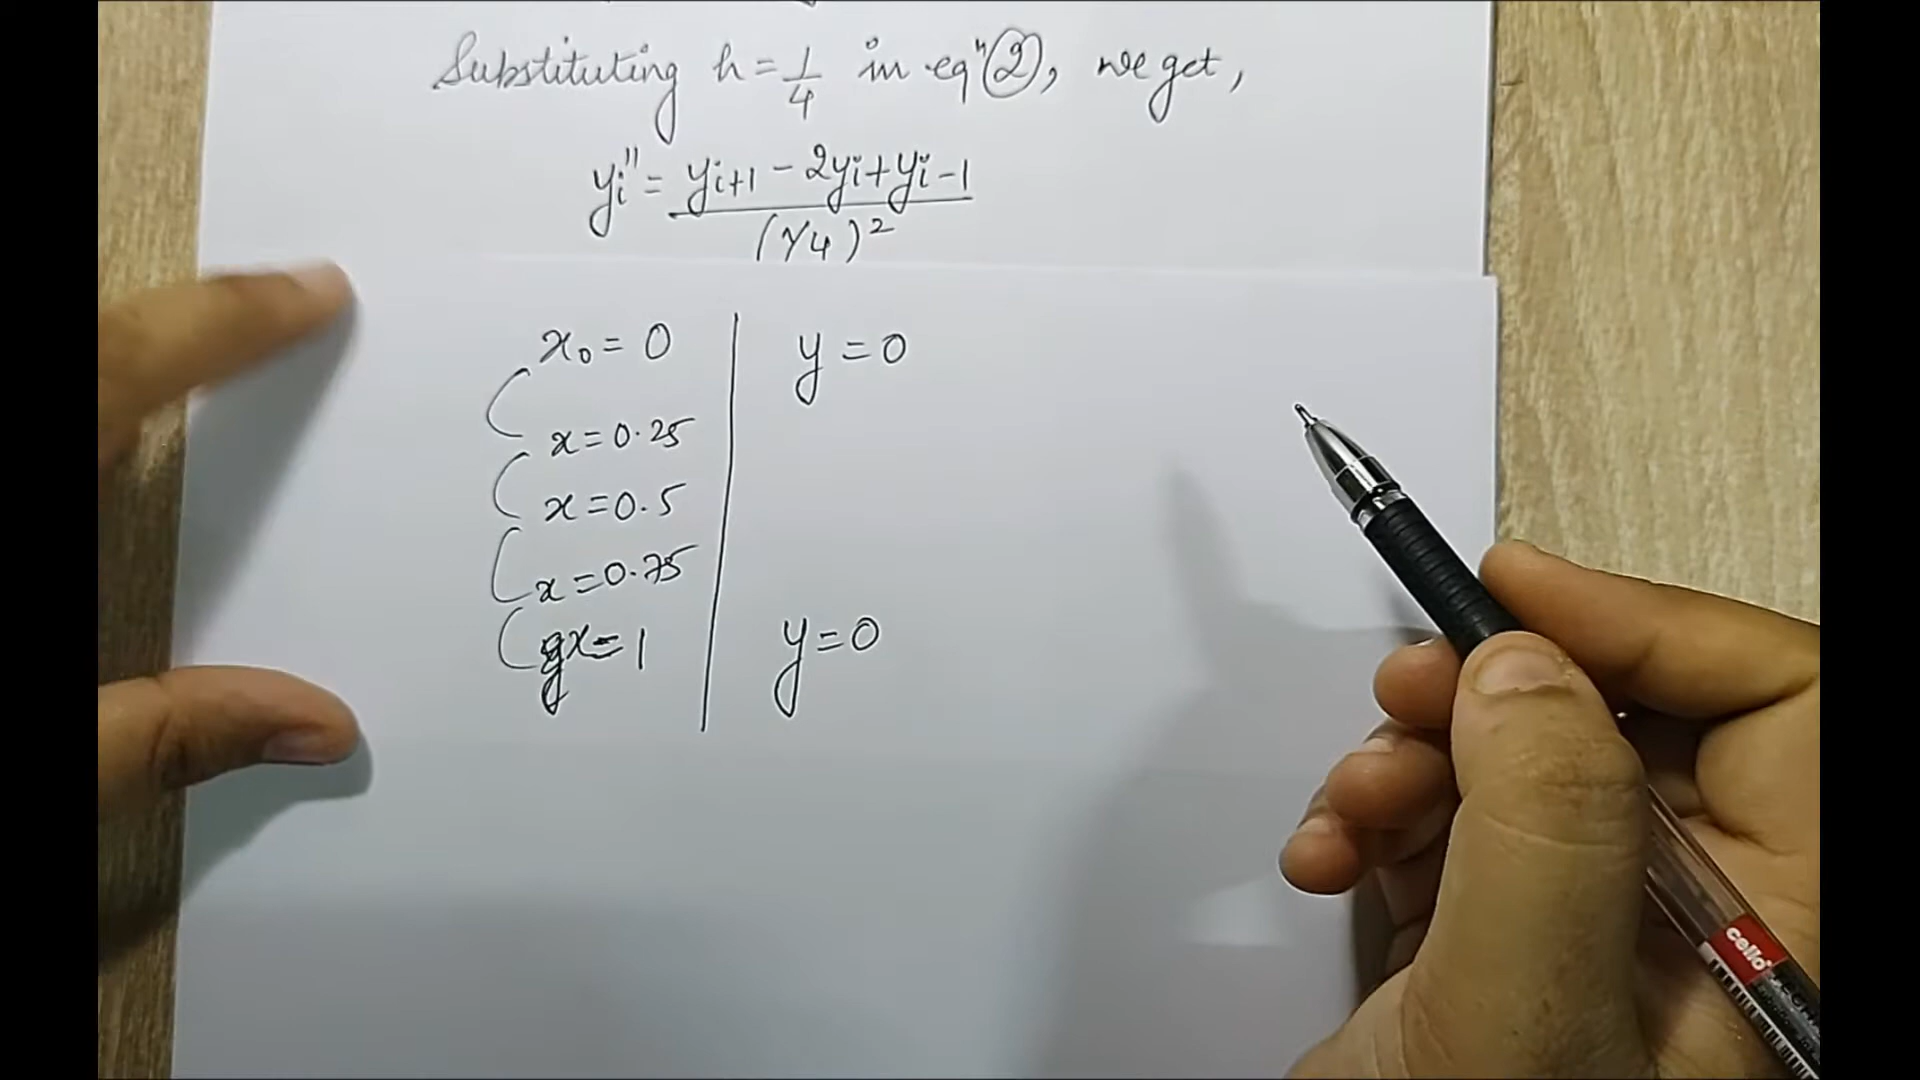 Substituting h = 1/4 in eqn (2), we get,
yi'' = yi+1 - 2yi + yi-1 / (1/4)²
x₀ = 0 y = 0
x = 0.25
x = 0.5
x = 0.75
x = 1 y = 0
cello